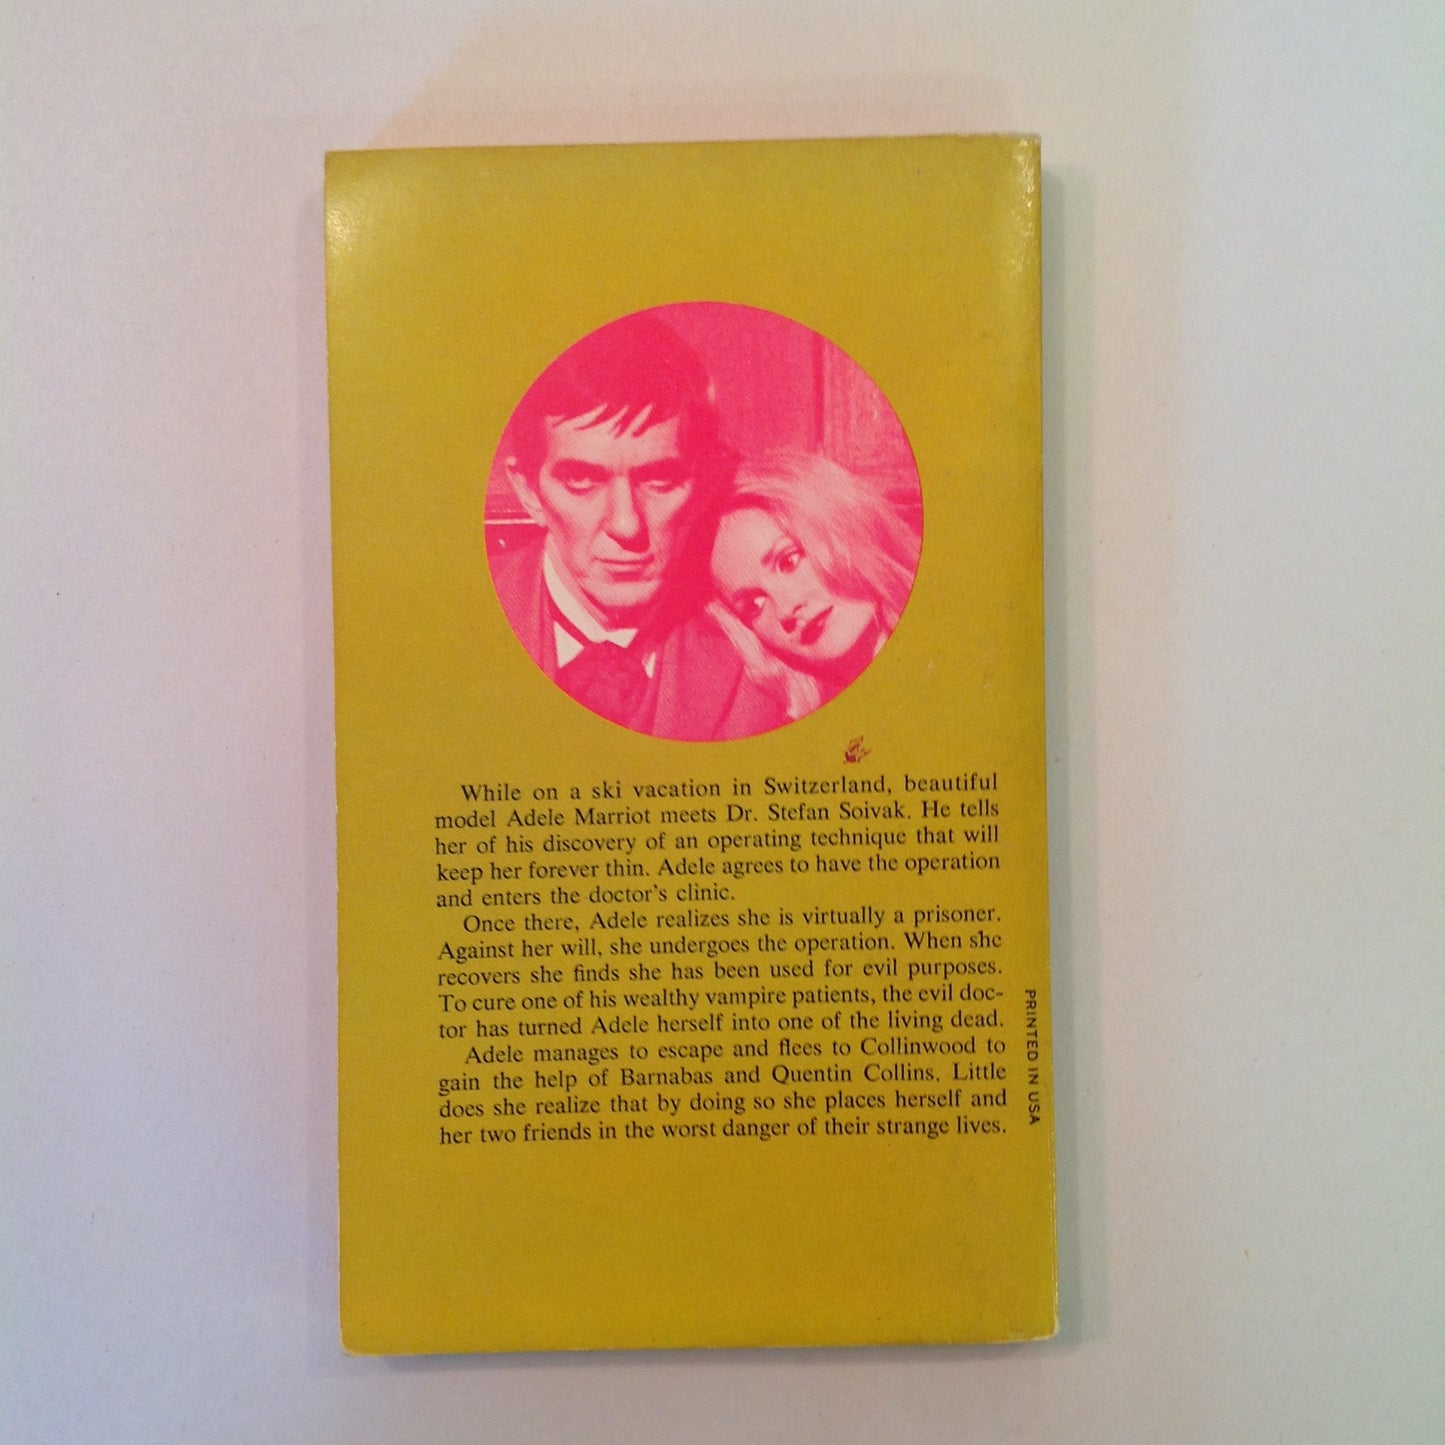 While on a ski vacation in Switzerland, beautiful
model Adele Marriot meets Dr. Stefan Soivak. He tells
her of his discovery of an operating technique that will
keep her forever thin. Adele agrees to have the operation
and enters the doctor's clinic.
Once there, Adele realizes she is virtually a prisoner.
Against her will, she undergoes the operation. When she
recovers she finds she has been used for evil purposes.
To cure one of his wealthy vampire patients, the evil doc-
tor has turned Adele herself into one of the living dead.
Adele manages to escape and flees to Collinwood to
gain the help of Barnabas and Quentin Collins. Little
does she realize that by doing so she places herself and
her two friends in the worst danger of their strange lives.
PRINTED IN USA